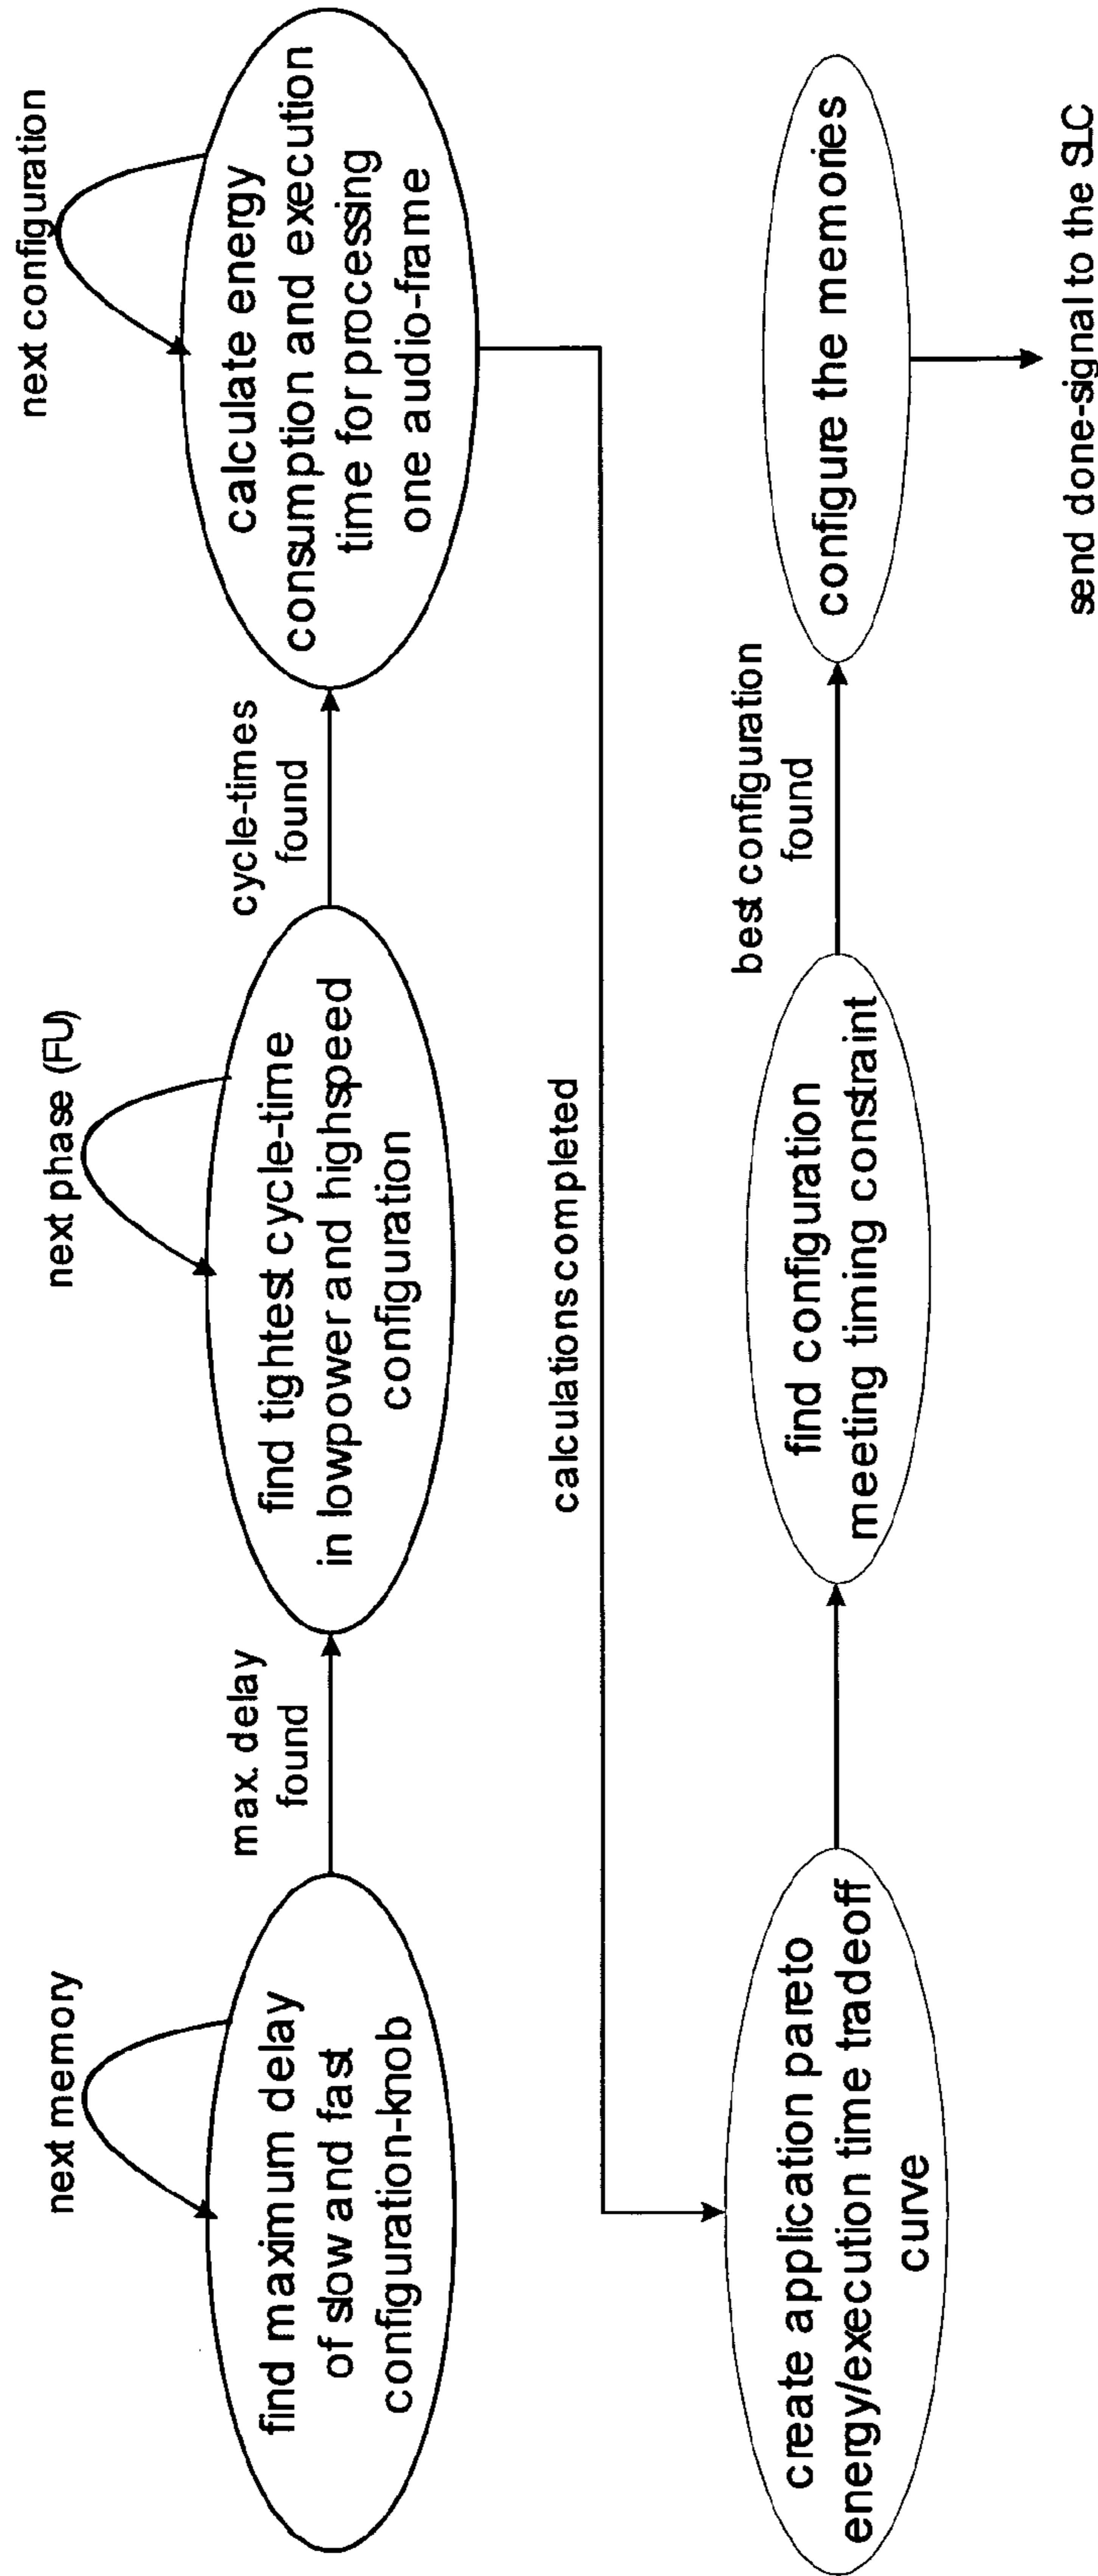 next memory
find maximum delay
of slow and fast
configuration-knob
max. delay
found
next phase (FU)
find tightest cycle-time
in lowpower and highspeed
configuration
cycle-times
found
next configuration
calculate energy
consumption and execution
time for processing
one audio-frame
calculations completed
create application pareto
energy/execution time tradeoff
curve
find configuration
meeting timing constraint
best configuration
found
configure the memories
send done-signal to the SLC